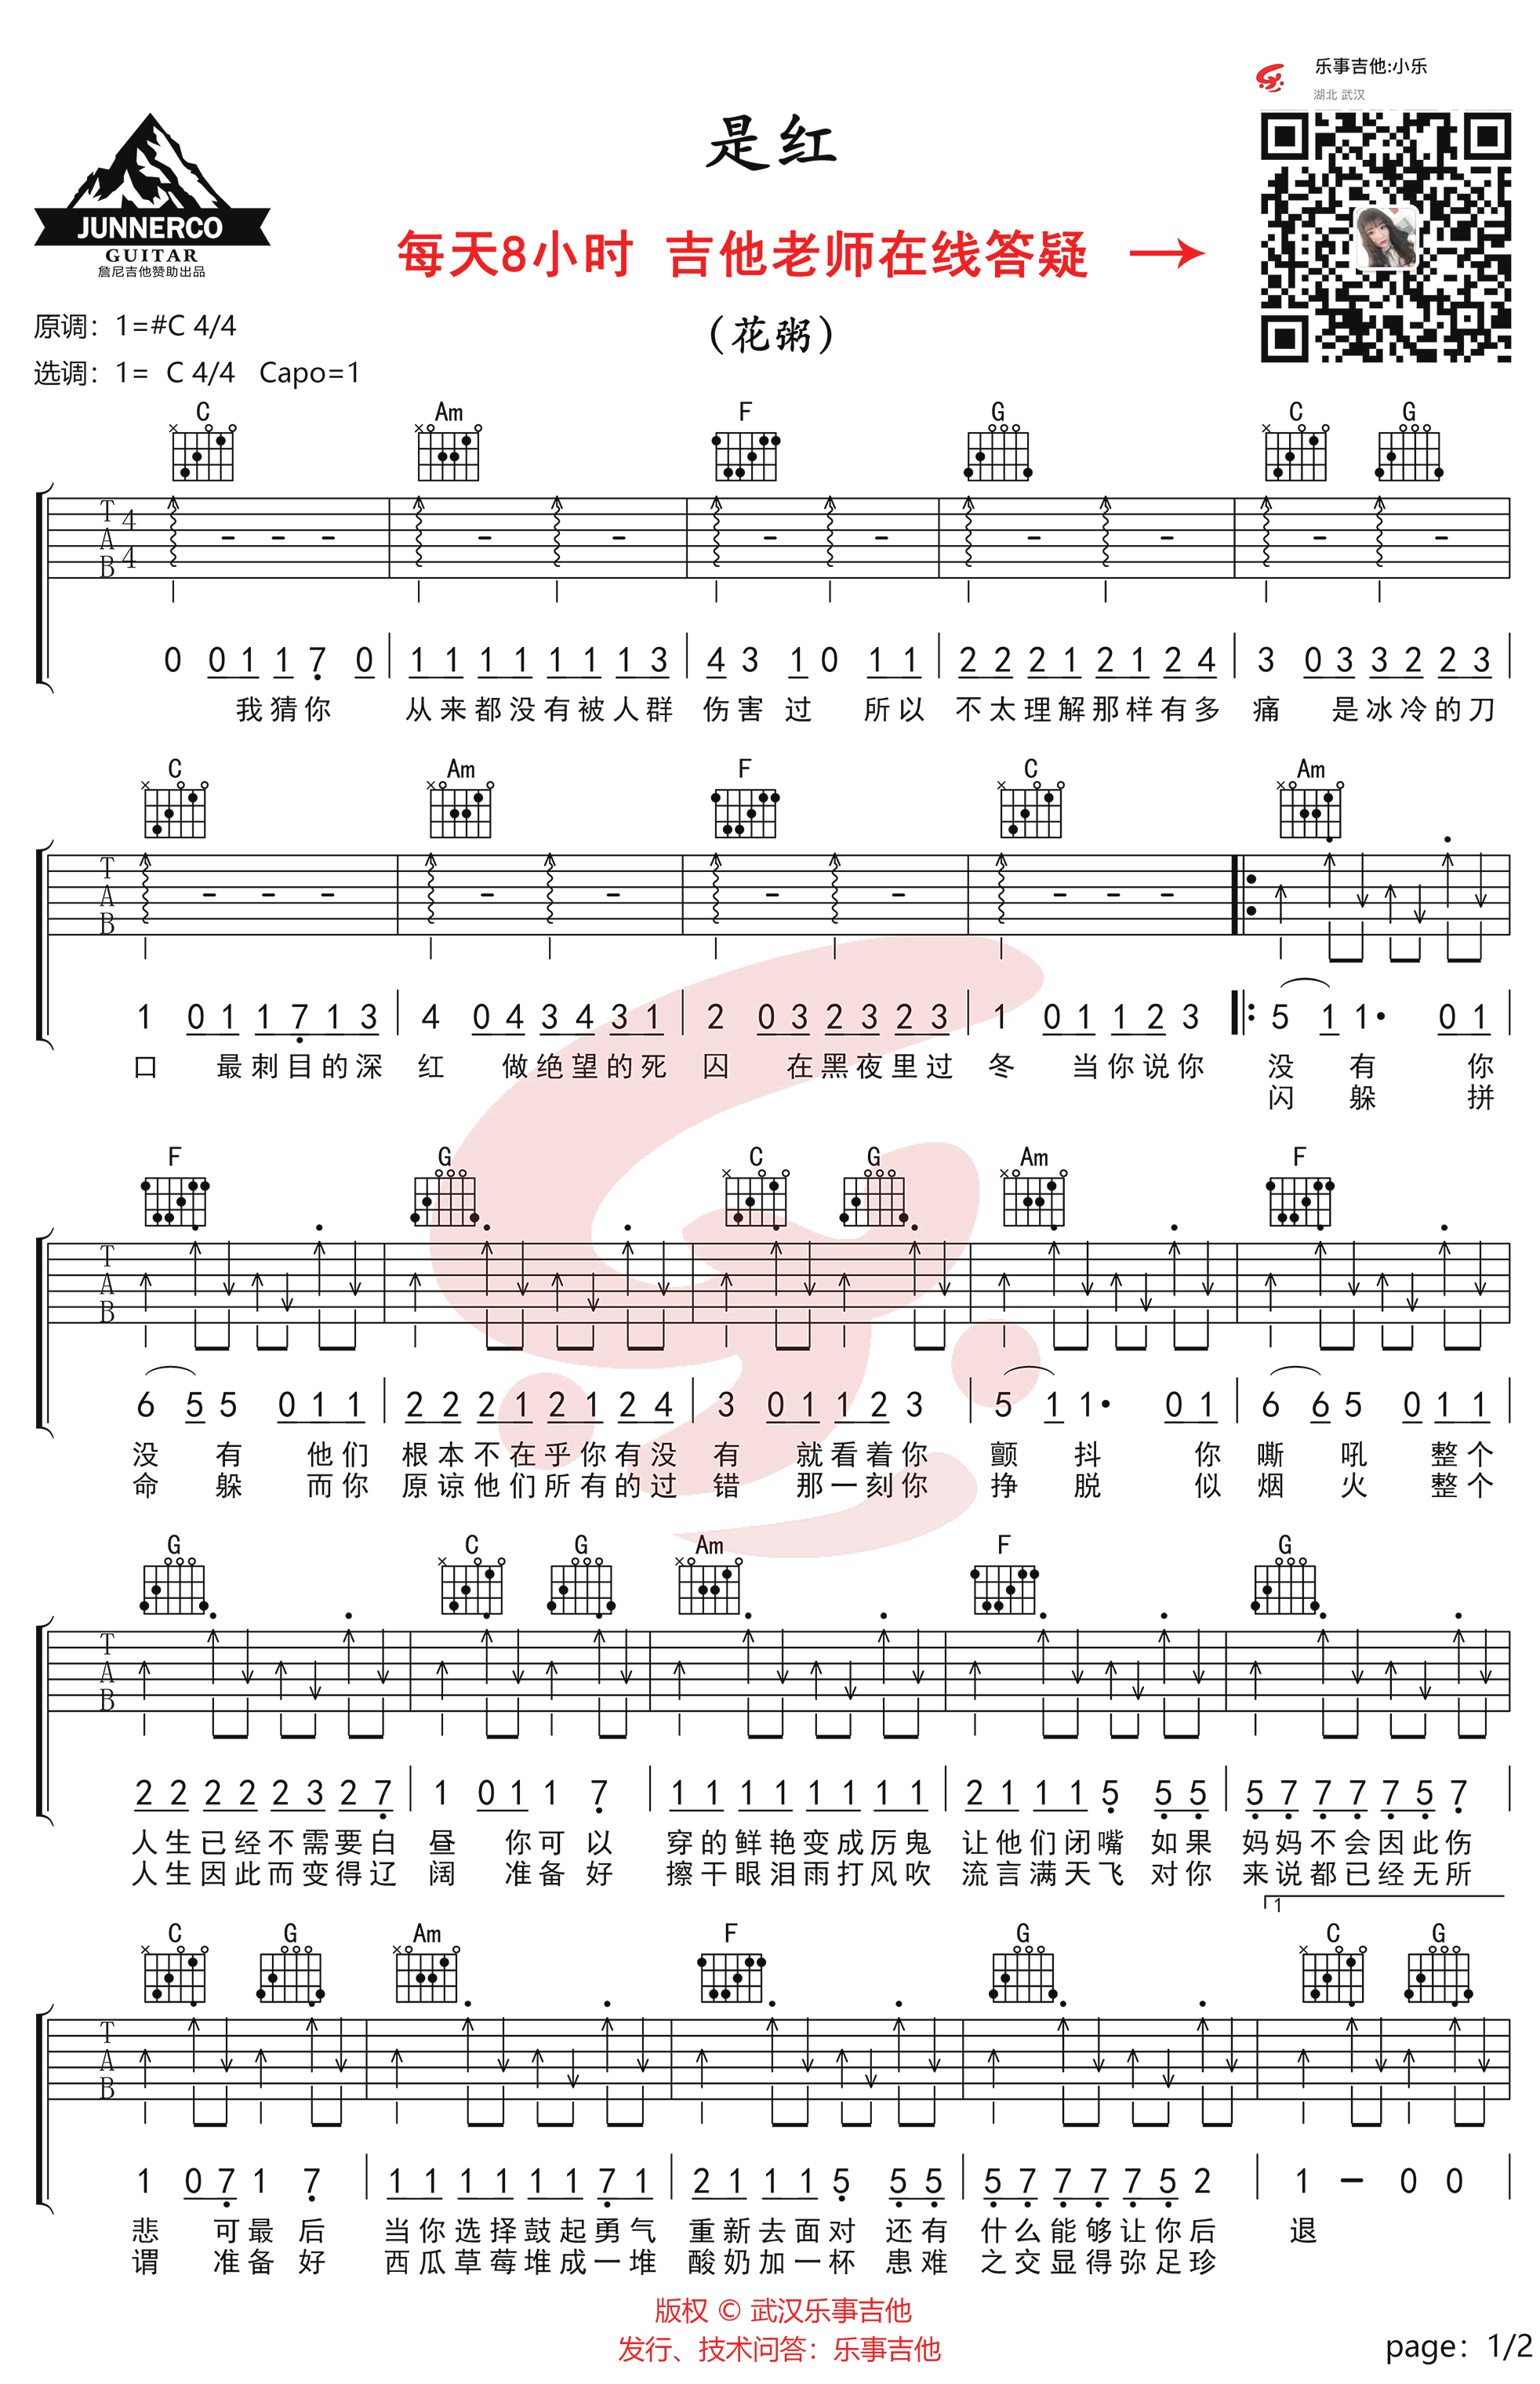 乐事吉他:小乐
湖北 武汉
是红
JUNNERCO
GUITAR
詹尼吉他赞助出品
每天8小时 吉他老师在线答疑 →
(花粥)
原调：1=#C 4/4
选调：1= C 4/4 Capo=1
C Am F G C G
T A B 4 4
0 0 1 1 7 0 1 1 1 1 1 1 1 3 4 3 1 0 1 1 2 2 2 1 2 1 2 4 3 0 3 3 2 2 3
我猜你 从来都没有被人群 伤害过 所以 不太理解那样有多 痛 是冰冷的刀
C Am F C Am
T A B
1 0 1 1 7 1 3 4 0 4 3 4 3 1 2 0 3 2 3 2 3 1 0 1 1 2 3 5 1 1· 0 1
口 最刺目的深 红 做绝望的死 囚 在黑夜里过 冬 当你说你 没 有 你
闪 躲 拼
F G C G Am F
T A B
6 5 5 0 1 1 2 2 2 1 2 1 2 4 3 0 1 1 2 3 5 1 1· 0 1 6 6 5 0 1 1
没 有 他们 根本不在乎你有没 有 就看着你 颤 抖 你 嘶 吼 整个
命 躲 而你 原谅他们所有的过 错 那一刻你 挣 脱 似 烟 火 整个
G C G Am F G
T A B
2 2 2 2 2 3 2 7 1 0 1 1 7 1 1 1 1 1 1 1 1 2 1 1 1 5 5 5 5 7 7 7 7 5 7
人生已经不需要白 昼 你可以 穿的鲜艳变成厉鬼 让他们闭嘴 如果 妈妈不会因此伤
人生因此而变得辽 阔 准备好 擦干眼泪雨打风吹 流言满天飞 对你 来说都已经无所
1
C G Am F G C G
T A B
1 0 7 1 7 1 1 1 1 1 1 7 1 2 1 1 1 5 5 5 5 7 7 7 7 5 2 1 - 0 0
悲 可最后 当你选择鼓起勇气 重新去面对 还有 什么能够让你后 退
谓 准备好 西瓜草莓堆成一堆 酸奶加一杯 患难 之交显得弥足珍
版权 © 武汉乐事吉他
发行、技术问答：乐事吉他
page：1/2